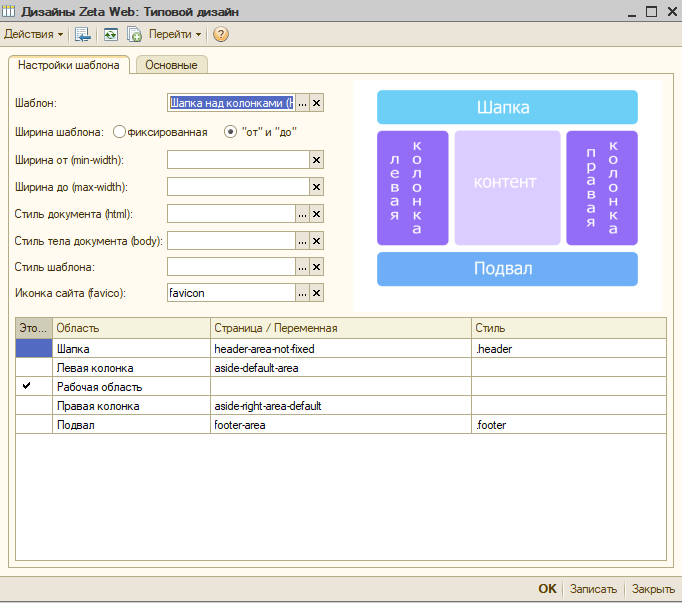 Дизайны Zeta Web: Типовой дизайн
Действия Перейти ?
Настройки шаблона Основные
Шаблон: Шапка над колонками (Н ...
Ширина шаблона: фиксированная "от" и "до"
Ширина от (min-width):
Ширина до (max-width):
Стиль документа (html): ...
Стиль тела документа (body): ...
Стиль шаблона: ...
Иконка сайта (favico): favicon ...
Шапка
левая колонка
контент
правая колонка
Подвал
Это... Область Страница / Переменная Стиль
Шапка header-area-not-fixed .header
Левая колонка aside-default-area
Рабочая область
Правая колонка aside-right-area-default
Подвал footer-area .footer
OK Записать Закрыть